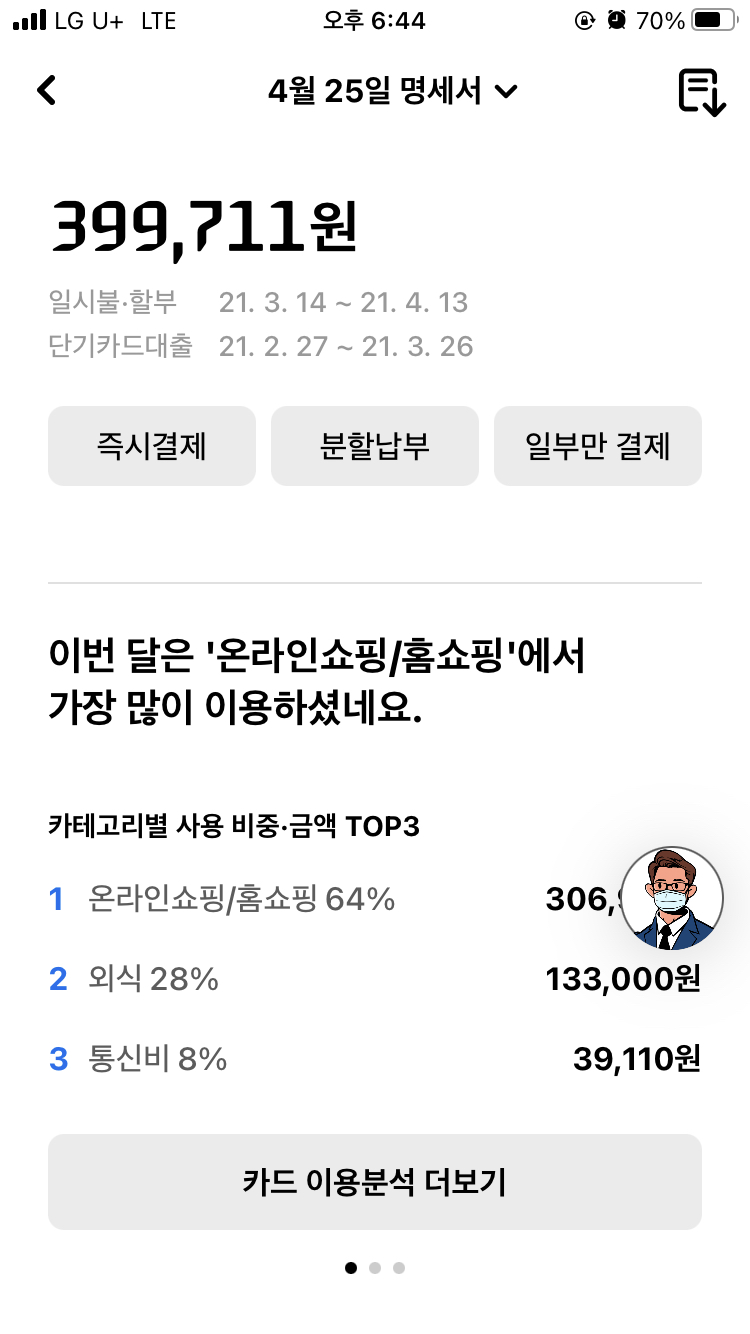 LG U+ LTE 오후 6:44 70%
4월 25일 명세서
399,711원
일시불·할부 21. 3. 14 ~ 21. 4. 13
단기카드대출 21. 2. 27 ~ 21. 3. 26
즉시결제 분할납부 일부만 결제
이번 달은 '온라인쇼핑/홈쇼핑'에서
가장 많이 이용하셨네요.
카테고리별 사용 비중·금액 TOP3
1 온라인쇼핑/홈쇼핑 64% 306,
2 외식 28% 133,000원
3 통신비 8% 39,110원
카드 이용분석 더보기